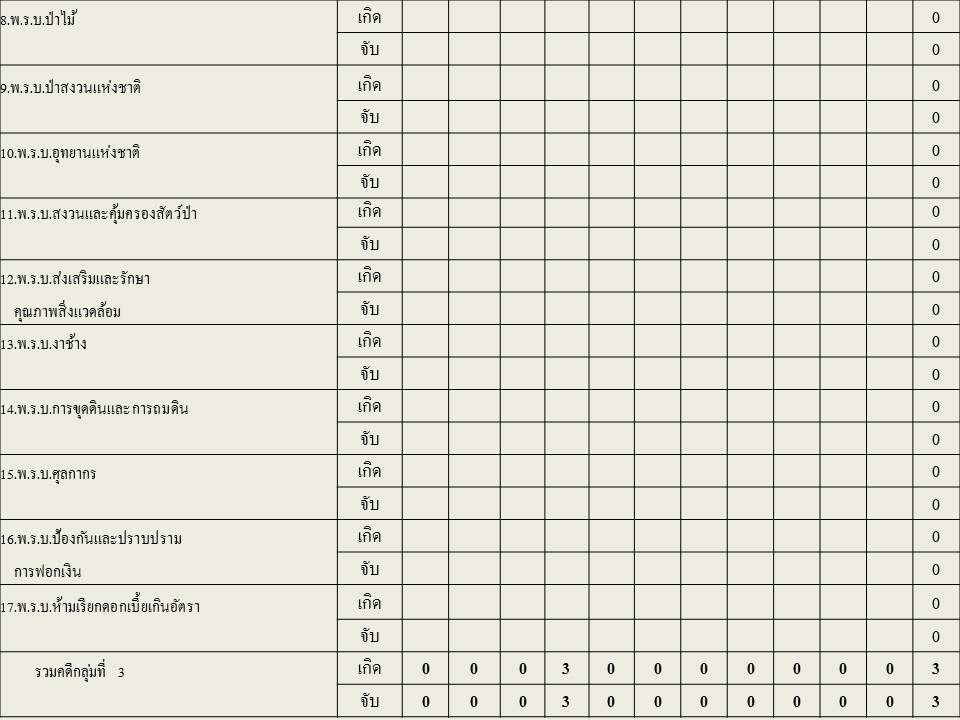 8.พ.ร.บ.ป่าไม้ เกิด 0
จับ 0
9.พ.ร.บ.ป่าสงวนแห่งชาติ เกิด 0
จับ 0
10.พ.ร.บ.อุทยานแห่งชาติ เกิด 0
จับ 0
11.พ.ร.บ.สงวนและคุ้มครองสัตว์ป่า เกิด 0
จับ 0
12.พ.ร.บ.ส่งเสริมและรักษา เกิด 0
คุณภาพสิ่งแวดล้อม จับ 0
13.พ.ร.บ.งาช้าง เกิด 0
จับ 0
14.พ.ร.บ.การขุดดินและการถมดิน เกิด 0
จับ 0
15.พ.ร.บ.ศุลกากร เกิด 0
จับ 0
16.พ.ร.บ.ป้องกันและปราบปราม เกิด 0
การฟอกเงิน จับ 0
17.พ.ร.บ.ห้ามเรียกดอกเบี้ยเกินอัตรา เกิด 0
จับ 0
รวมคดีกลุ่มที่ 3 เกิด 0 0 0 3 0 0 0 0 0 0 0 3
จับ 0 0 0 3 0 0 0 0 0 0 0 3